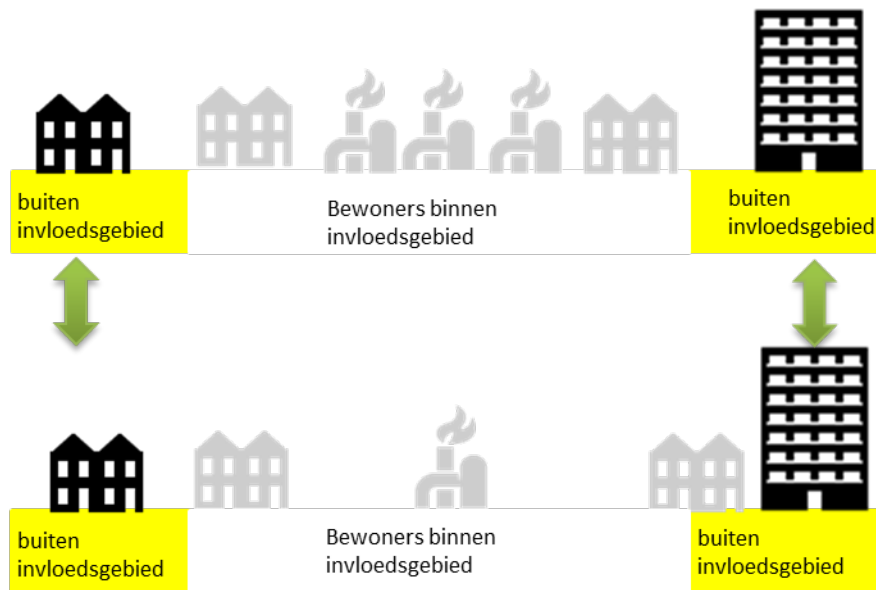 buiten
invloedsgebied
Bewoners binnen
invloedsgebied
buiten
invloedsgebied
buiten
invloedsgebied
Bewoners binnen
invloedsgebied
buiten
invloedsgebied